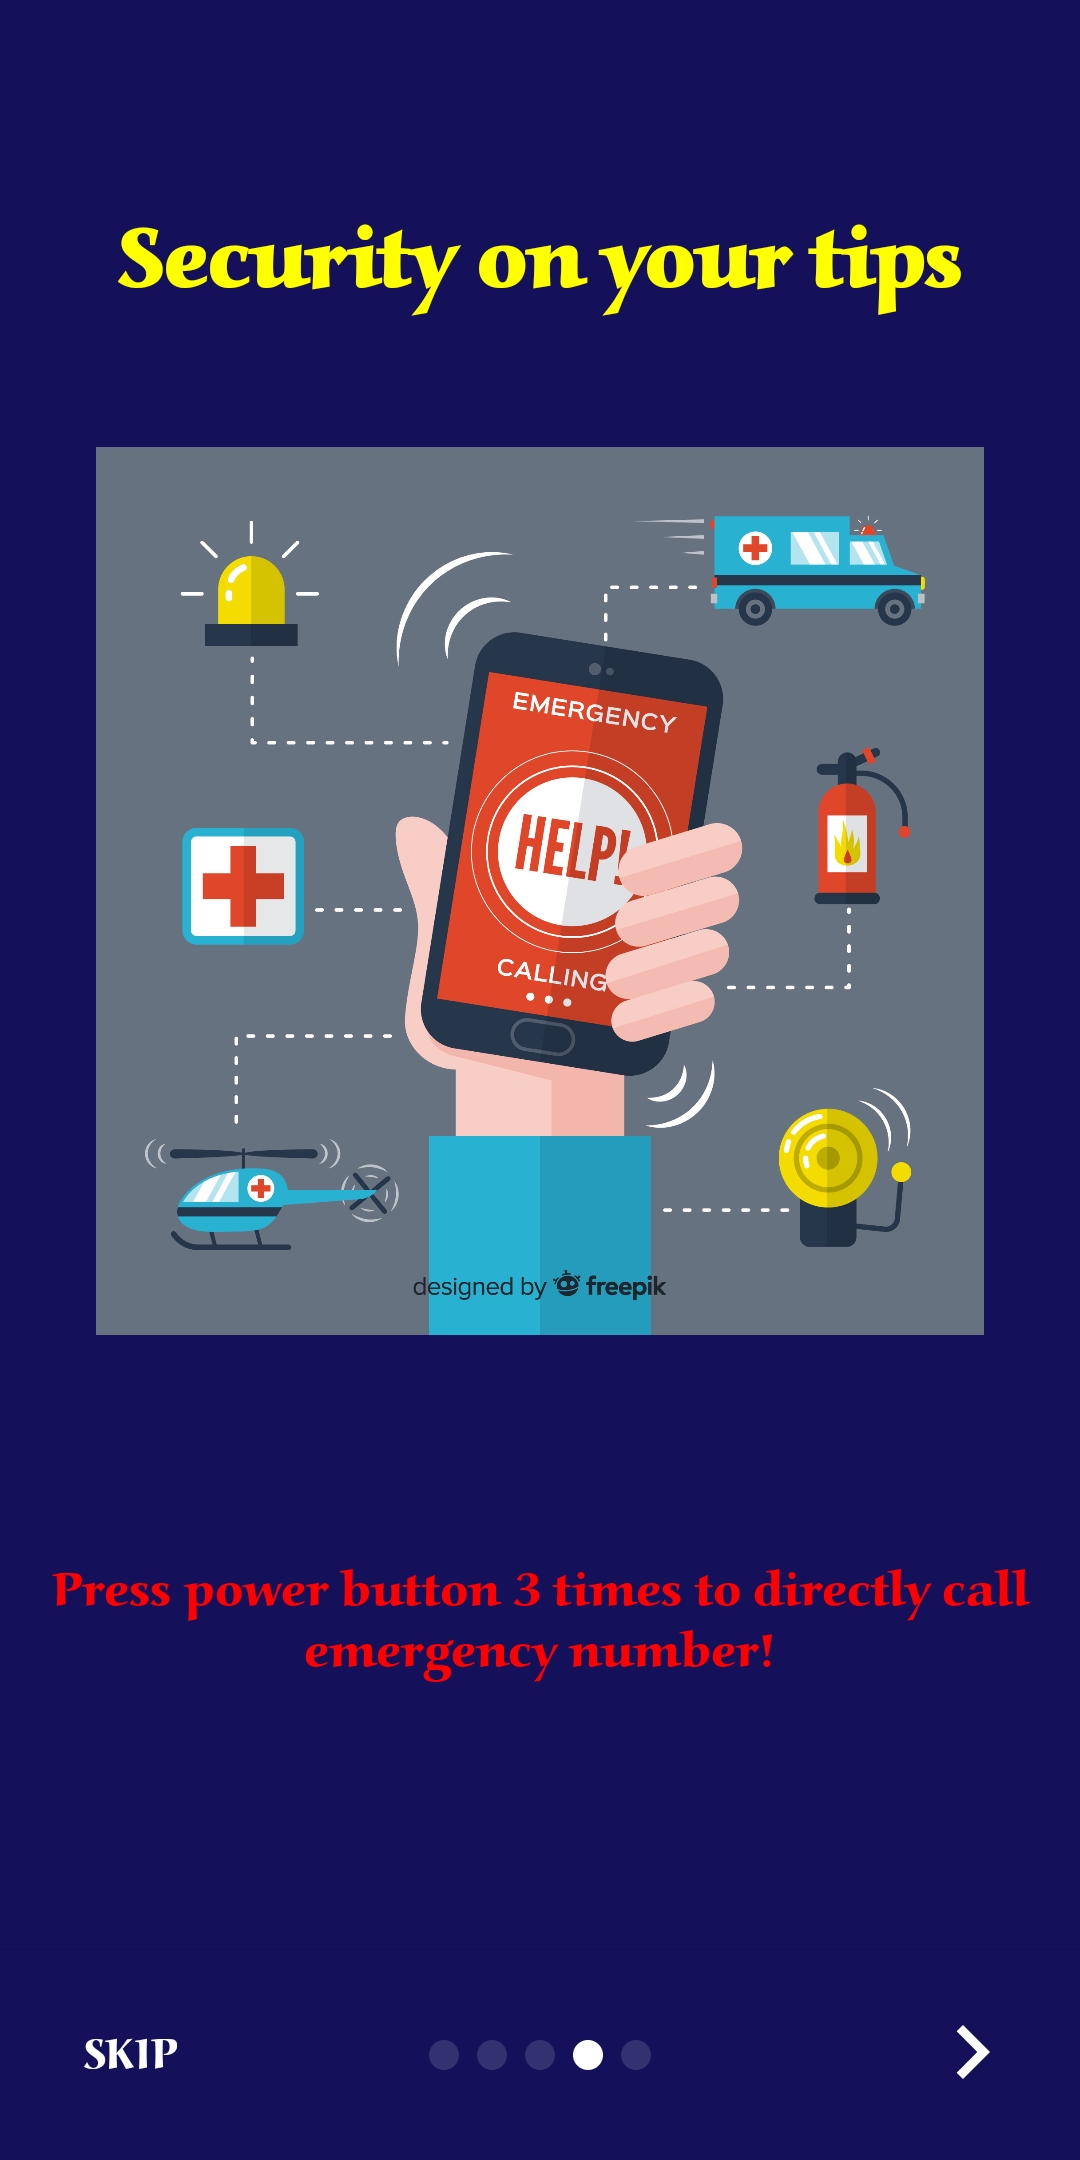 Security on your tips
EMERGENCY
HELP!
CALLING
designed by freepik
Press power button 3 times to directly call
emergency number!
SKIP